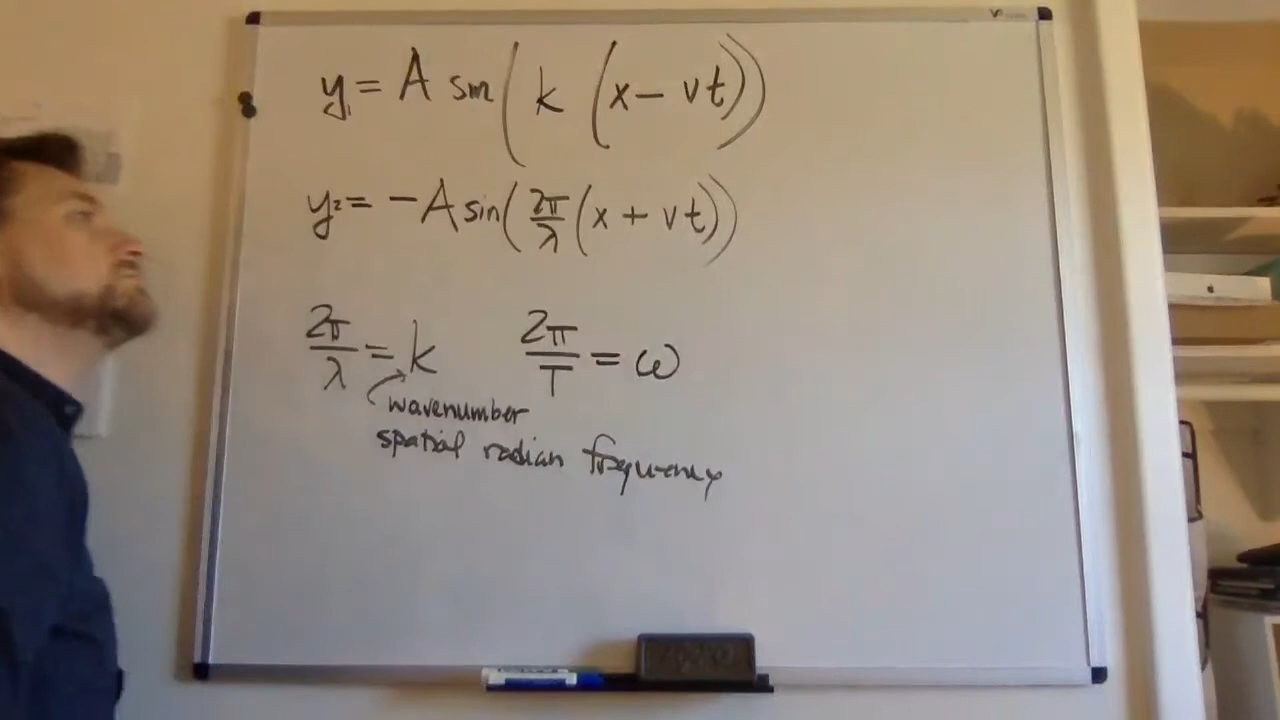 y₁ = A sin(k (x − vt))
y₂ = −A sin(2π/λ (x + vt))
2π/λ = k    2π/T = ω
wavenumber
spatial radian frequency